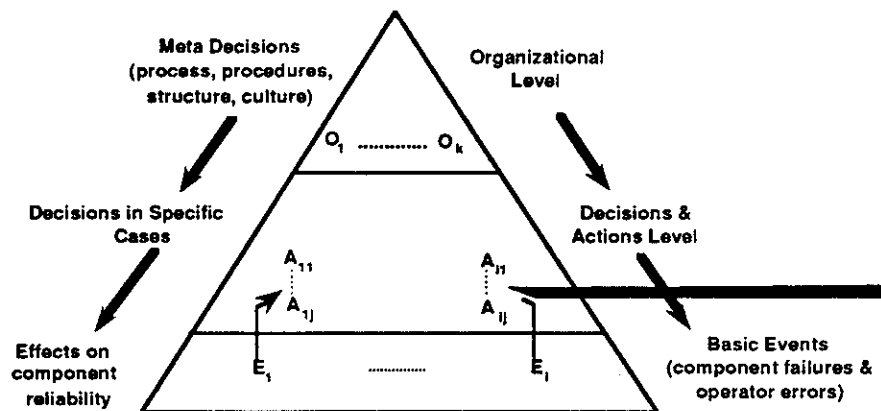 Meta Decisions
(process, procedures,
structure, culture)
Organizational
Level
O1 ............. Ok
Decisions in Specific
Cases
Decisions &
Actions Level
A11
A1j
Ai1
Aij
Effects on
component
reliability
E1 ............. Ei
Basic Events
(component failures &
operator errors)